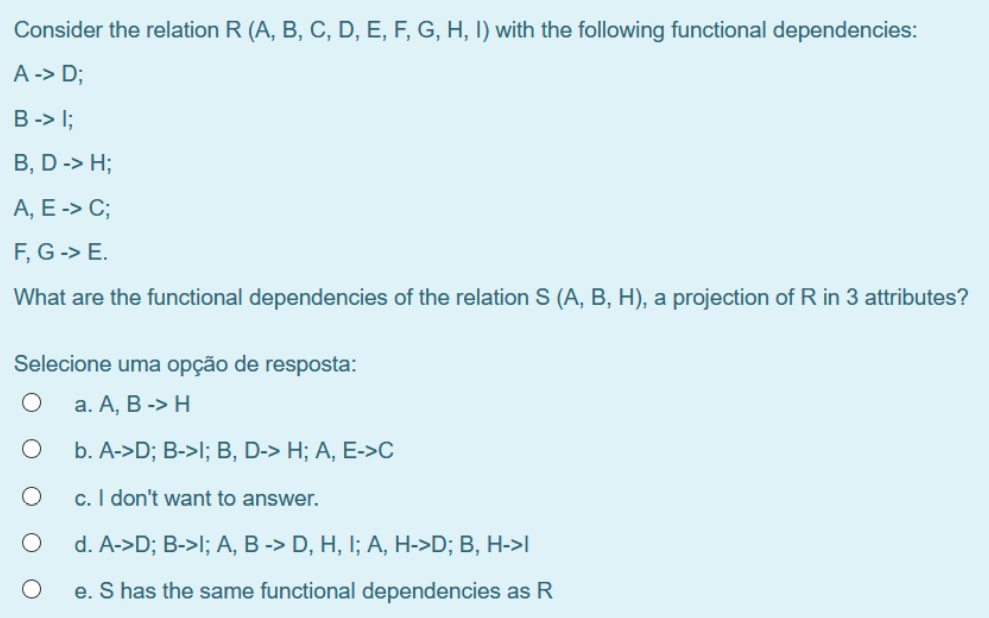 Consider the relation R (A, B, C, D, E, F, G, H, I) with the following functional dependencies:
A -> D;
B -> I;
B, D -> H;
A, E -> C;
F, G -> E.
What are the functional dependencies of the relation S (A, B, H), a projection of R in 3 attributes?
Selecione uma opção de resposta:
a. A, B -> H
b. A->D; B->I; B, D-> H; A, E->C
c. I don't want to answer.
d. A->D; B->I; A, B -> D, H, I; A, H->D; B, H->I
e. S has the same functional dependencies as R